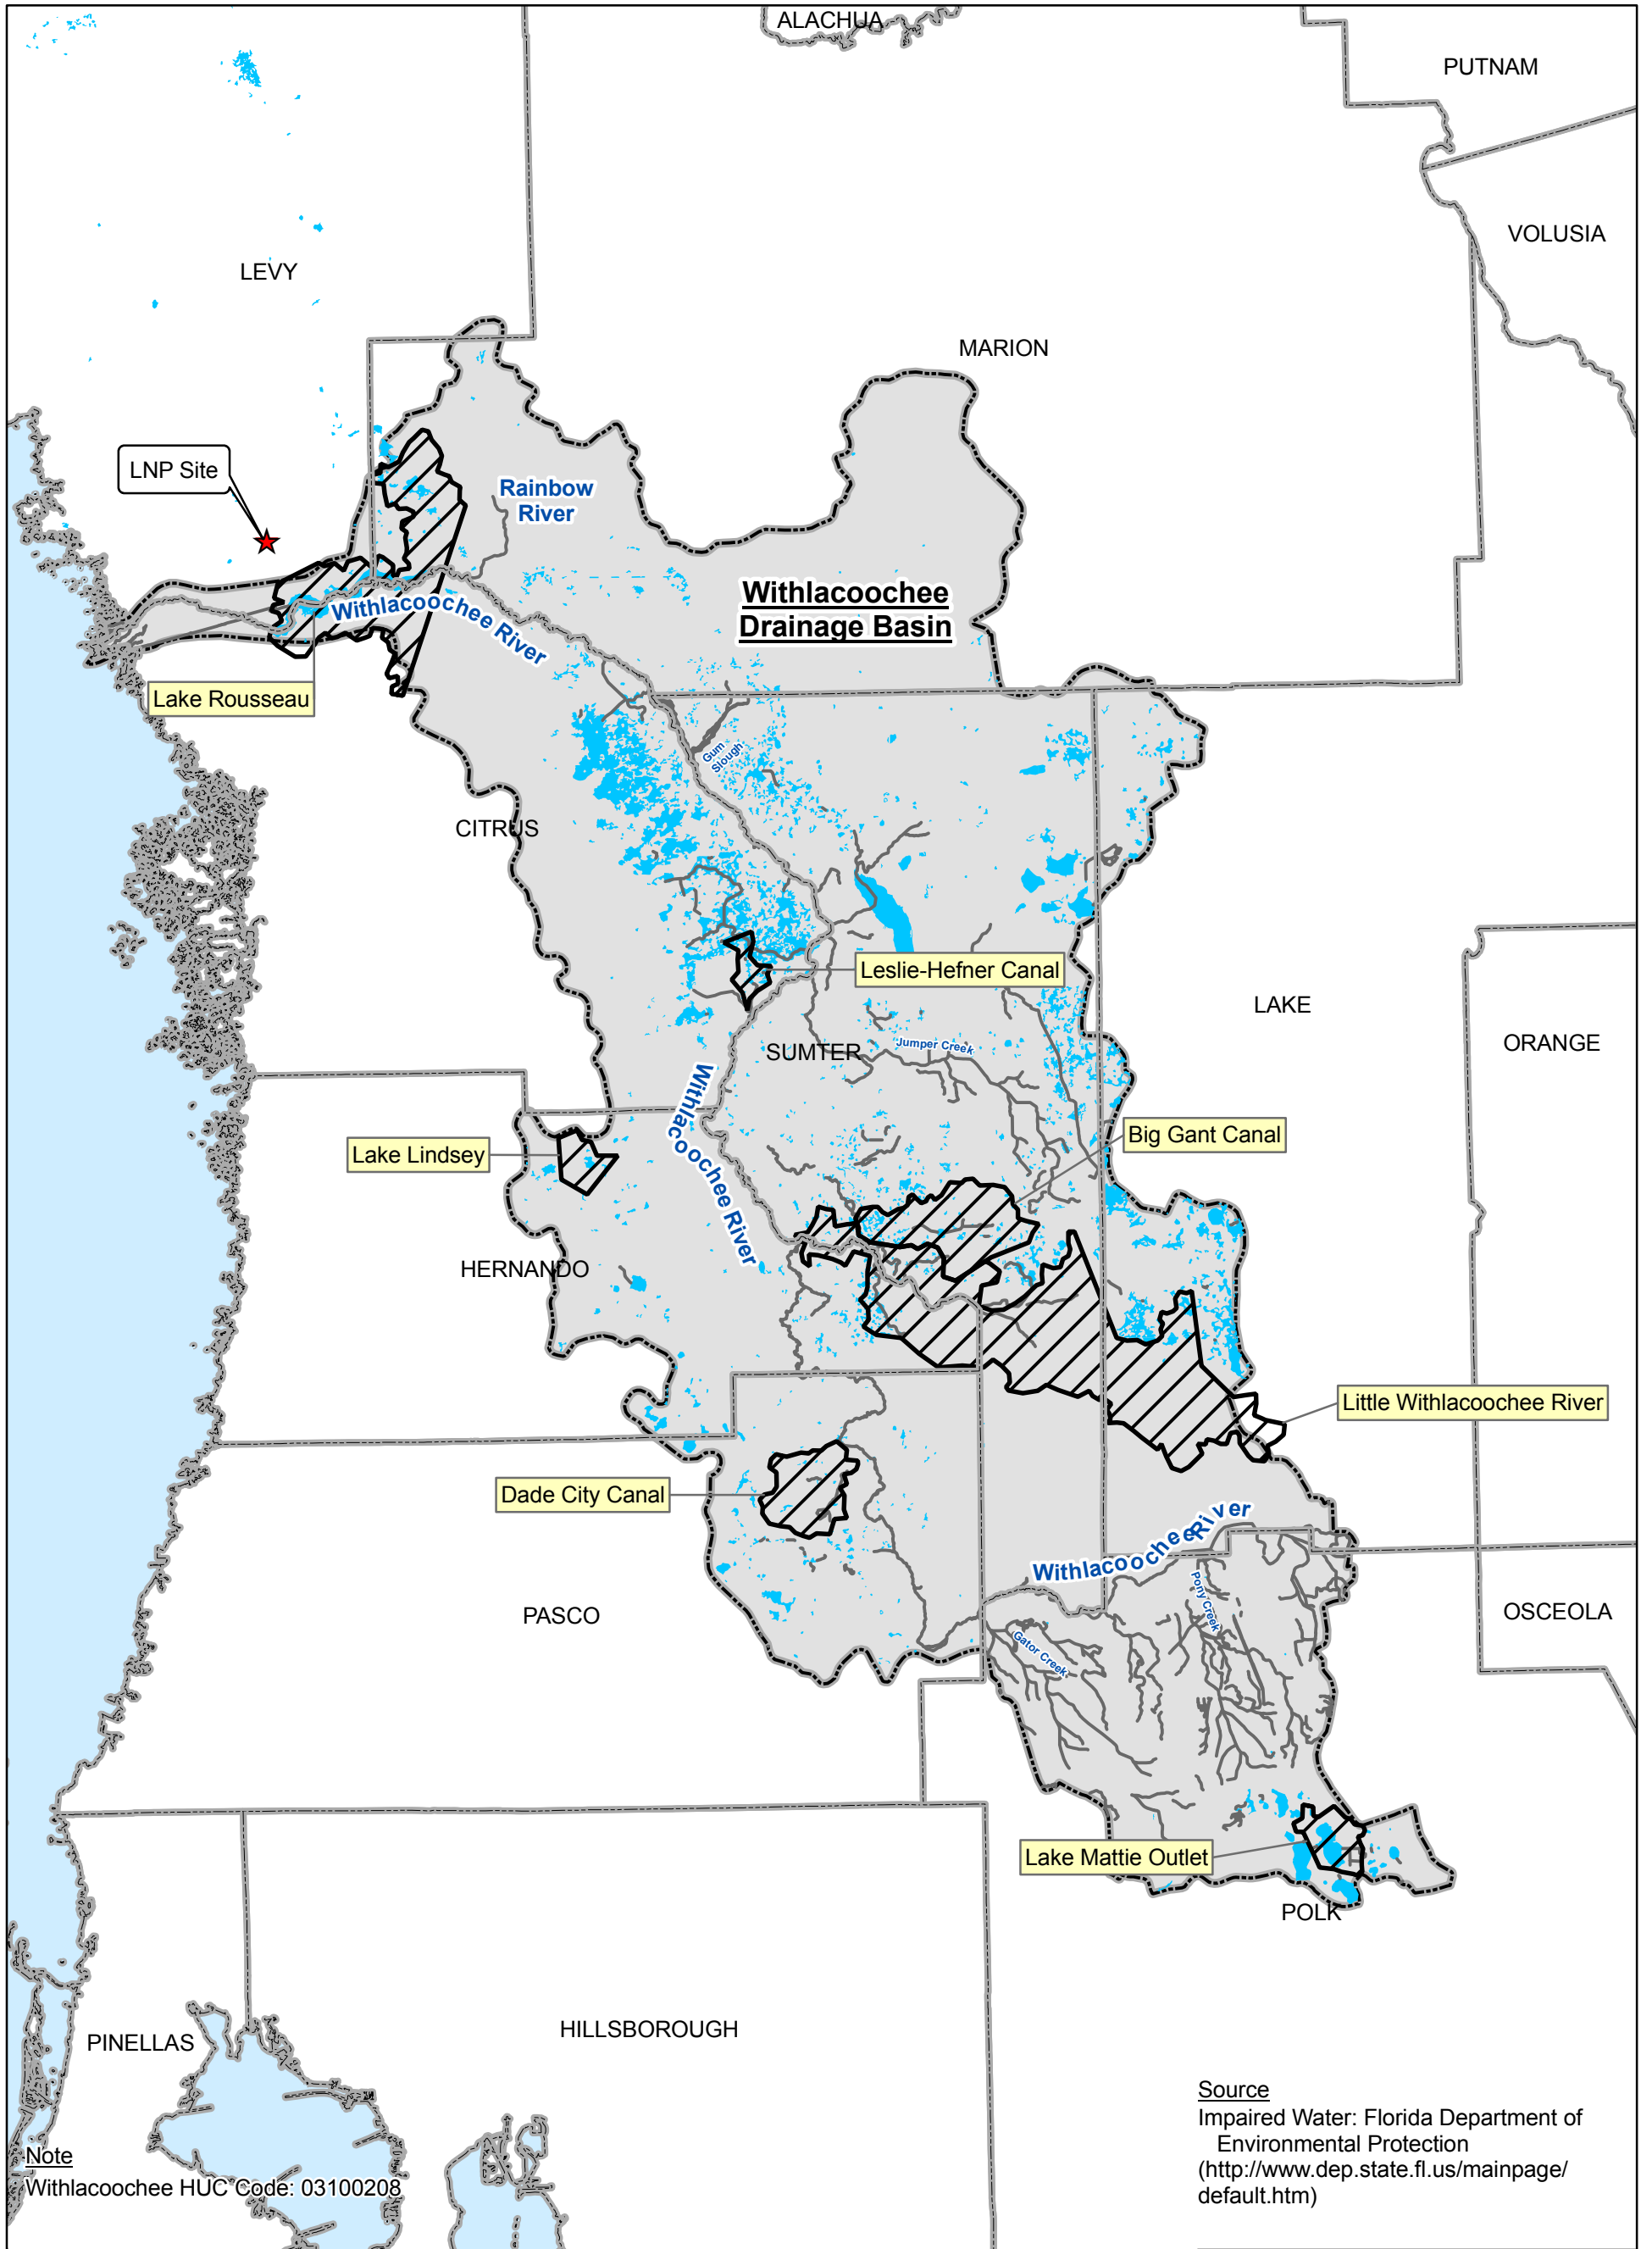 ALACHUA
PUTNAM
VOLUSIA
LEVY
MARION
LNP Site
Rainbow
River
Withlacoochee
Drainage Basin
Withlacoochee River
Lake Rousseau
Gum
Slough
CITRUS
Leslie-Hefner Canal
LAKE
ORANGE
SUMTER
Jumper Creek
Withlacoochee River
Big Gant Canal
Lake Lindsey
HERNANDO
Little Withlacoochee River
Dade City Canal
Withlacoochee River
Pony Creek
PASCO
OSCEOLA
Gator Creek
Lake Mattie Outlet
POLK
HILLSBOROUGH
PINELLAS
Note
Withlacoochee HUC Code: 03100208
Source
Impaired Water: Florida Department of
Environmental Protection
(http://www.dep.state.fl.us/mainpage/
default.htm)